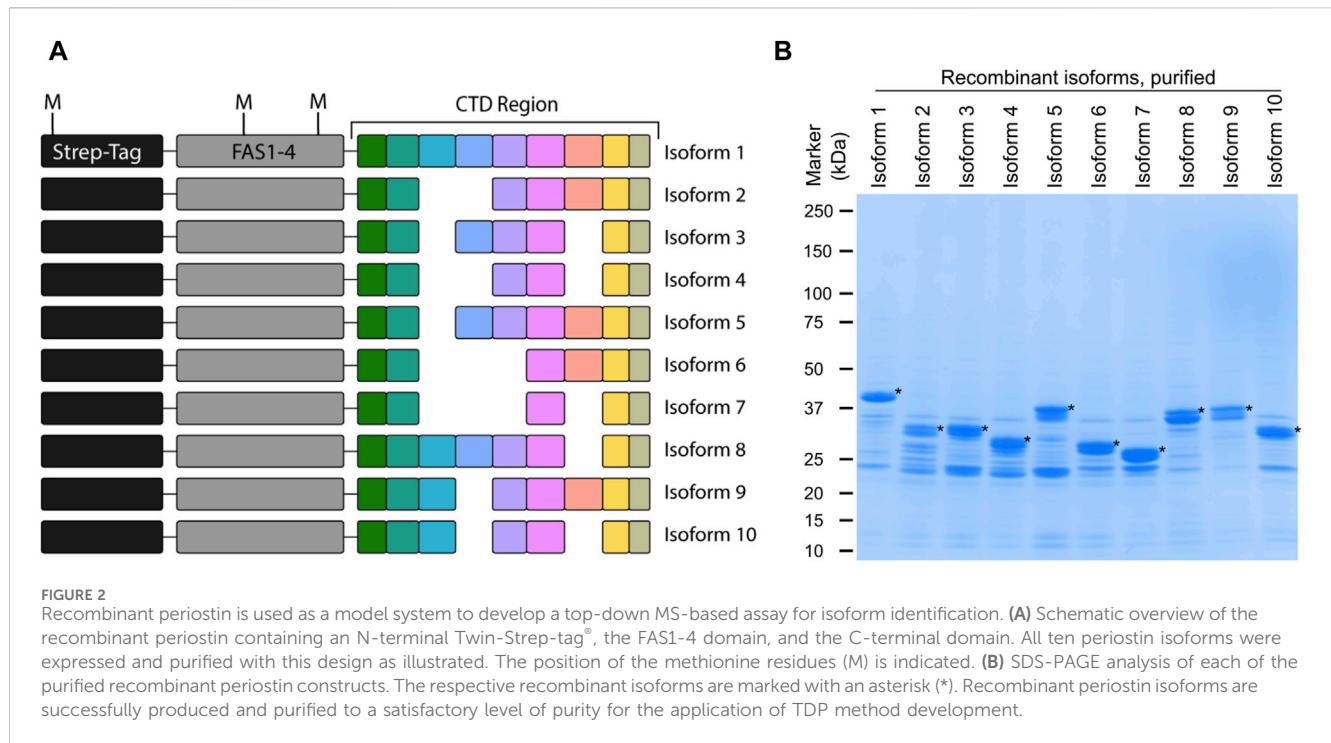 A
M M M CTD Region
Strep-Tag FAS1-4 Isoform 1
Isoform 2
Isoform 3
Isoform 4
Isoform 5
Isoform 6
Isoform 7
Isoform 8
Isoform 9
Isoform 10
B
Recombinant isoforms, purified
Marker (kDa)
Isoform 1
Isoform 2
Isoform 3
Isoform 4
Isoform 5
Isoform 6
Isoform 7
Isoform 8
Isoform 9
Isoform 10
250
150
100
75
50
37
25
20
15
10
* * * * * * * * * *
FIGURE 2
Recombinant periostin is used as a model system to develop a top-down MS-based assay for isoform identification. (A) Schematic overview of the
recombinant periostin containing an N-terminal Twin-Strep-tag®, the FAS1-4 domain, and the C-terminal domain. All ten periostin isoforms were
expressed and purified with this design as illustrated. The position of the methionine residues (M) is indicated. (B) SDS-PAGE analysis of each of the
purified recombinant periostin constructs. The respective recombinant isoforms are marked with an asterisk (*). Recombinant periostin isoforms are
successfully produced and purified to a satisfactory level of purity for the application of TDP method development.